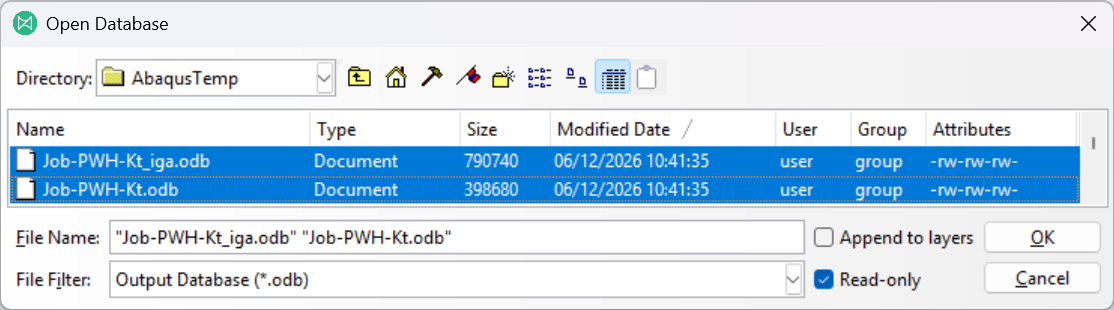 Open Database
Directory: AbaqusTemp
Name Type Size Modified Date User Group Attributes
Job-PWH-Kt_iga.odb Document 790740 06/12/2026 10:41:35 user group -rw-rw-rw-
Job-PWH-Kt.odb Document 398680 06/12/2026 10:41:35 user group -rw-rw-rw-
File Name: "Job-PWH-Kt_iga.odb" "Job-PWH-Kt.odb" Append to layers OK
File Filter: Output Database (*.odb) Read-only Cancel